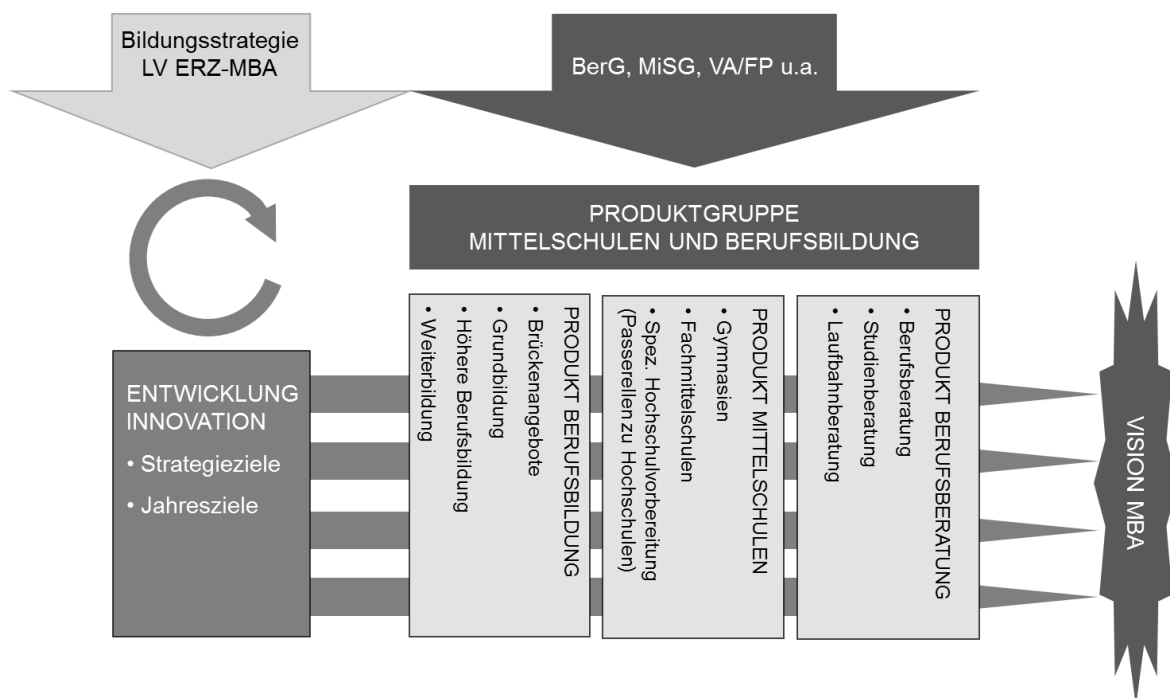 Bildungsstrategie
LV ERZ-MBA
BerG, MiSG, VA/FP u.a.
PRODUKTGRUPPE
MITTELSCHULEN UND BERUFSBILDUNG
ENTWICKLUNG
INNOVATION
• Strategieziele
• Jahresziele
PRODUKT BERUFSBILDUNG
• Brückenangebote
• Grundbildung
• Höhere Berufsbildung
• Weiterbildung
PRODUKT MITTELSCHULEN
• Gymnasien
• Fachmittelschulen
• Spez. Hochschulvorbereitung
(Passerellen zu Hochschulen)
PRODUKT BERUFSBERATUNG
• Berufsberatung
• Studienberatung
• Laufbahnberatung
VISION MBA